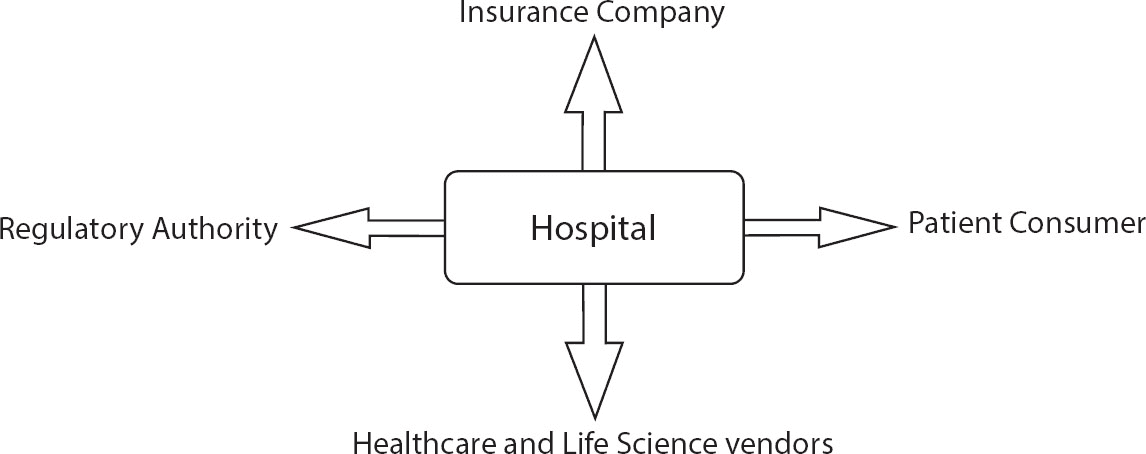 Insurance Company
Regulatory Authority
Hospital
Patient Consumer
Healthcare and Life Science vendors